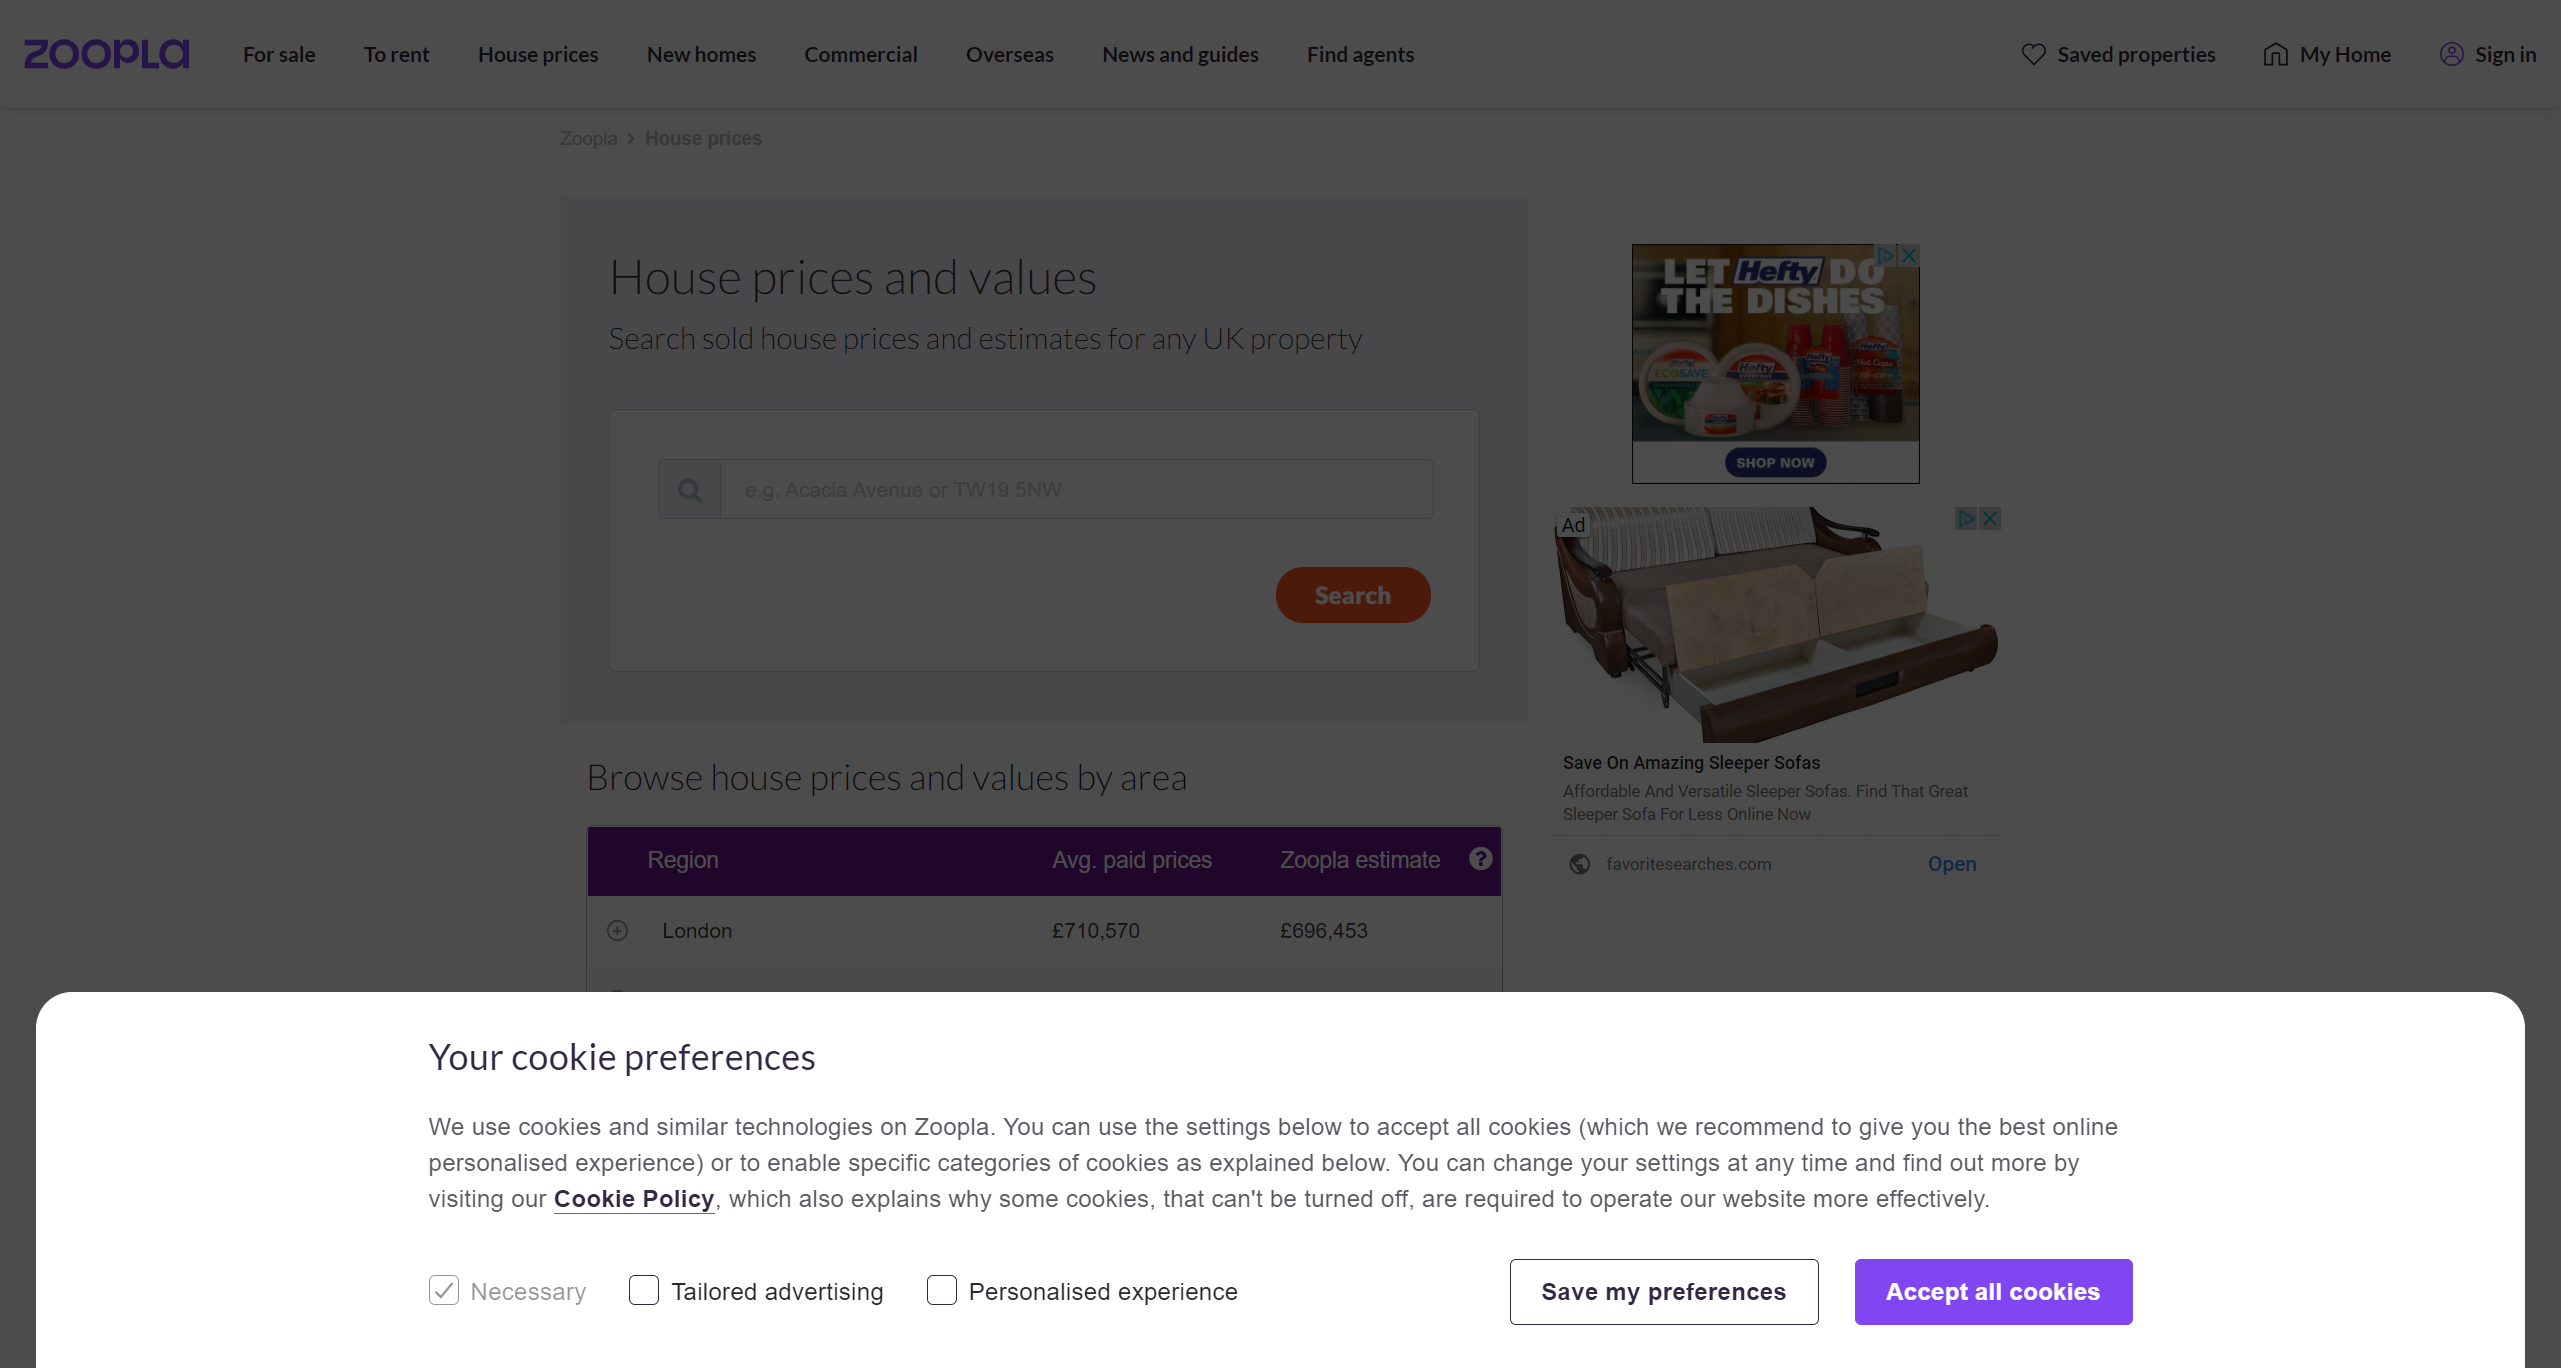 zoopla
For sale
To rent
House prices
New homes
Commercial
Overseas
News and guides
Find agents
Saved properties
My Home
Sign in
Zoopla
House prices
House prices and values
Search sold house prices and estimates for any UK property
e.g. Acacia Avenue or TW19 5NW
Search
LET Hefty DO
THE DISHES
Hefty
ECOSAVE
Hefty
Hefty
Hefty
Hot Cups
Hefty
SHOP NOW
Ad
Save On Amazing Sleeper Sofas
Affordable And Versatile Sleeper Sofas. Find That Great
Sleeper Sofa For Less Online Now
favoritesearches.com
Open
Browse house prices and values by area
Region Avg. paid prices Zoopla estimate ?
London £710,570 £696,453
Your cookie preferences
We use cookies and similar technologies on Zoopla. You can use the settings below to accept all cookies (which we recommend to give you the best online
personalised experience) or to enable specific categories of cookies as explained below. You can change your settings at any time and find out more by
visiting our Cookie Policy, which also explains why some cookies, that can't be turned off, are required to operate our website more effectively.
Necessary
Tailored advertising
Personalised experience
Save my preferences
Accept all cookies